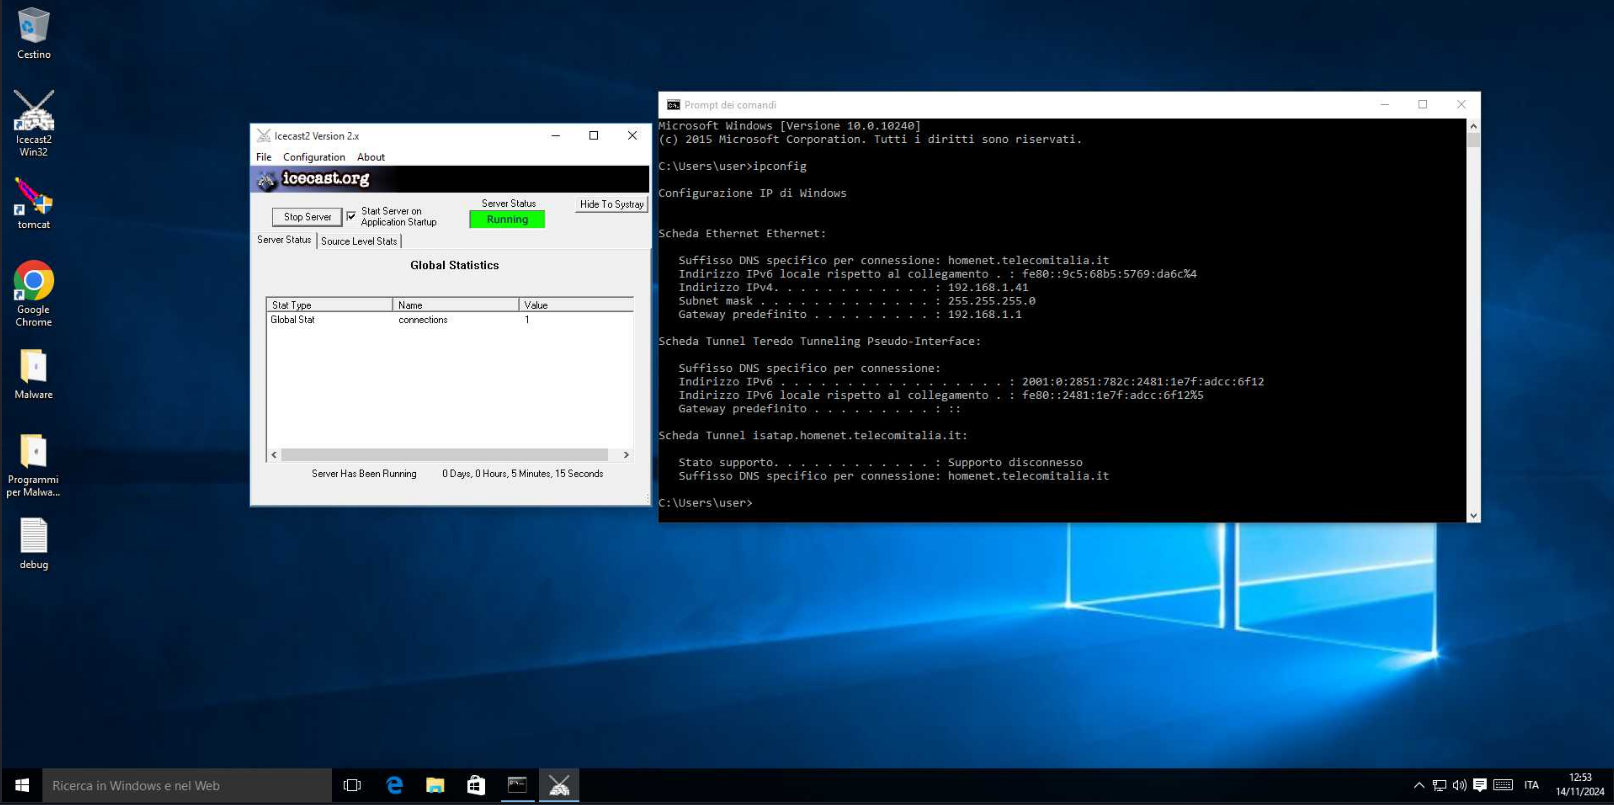 Cestino
Icecast2
Win32
tomcat
Google
Chrome
Malware
Programmi
per Malwa...
debug
Icecast2 Version 2.x
File Configuration About
icecast.org
Stop Server
Start Server on
Application Startup
Server Status
Running
Hide To Systray
Server Status Source Level Stats
Global Statistics
Stat Type Name Value
Global Stat connections 1
Server Has Been Running 0 Days, 0 Hours, 5 Minutes, 15 Seconds
Prompt dei comandi
Microsoft Windows [Versione 10.0.10240]
(c) 2015 Microsoft Corporation. Tutti i diritti sono riservati.
C:\Users\user>ipconfig
Configurazione IP di Windows
Scheda Ethernet Ethernet:
Suffisso DNS specifico per connessione: homenet.telecomitalia.it
Indirizzo IPv6 locale rispetto al collegamento . : fe80::9c5:68b5:5769:da6c%4
Indirizzo IPv4. . . . . . . . . . . . : 192.168.1.41
Subnet mask . . . . . . . . . . . . . : 255.255.255.0
Gateway predefinito . . . . . . . . . : 192.168.1.1
Scheda Tunnel Teredo Tunneling Pseudo-Interface:
Suffisso DNS specifico per connessione:
Indirizzo IPv6 . . . . . . . . . . . . . . . . . : 2001:0:2851:782c:2481:1e7f:adcc:6f12
Indirizzo IPv6 locale rispetto al collegamento . : fe80::2481:1e7f:adcc:6f12%5
Gateway predefinito . . . . . . . . . : ::
Scheda Tunnel isatap.homenet.telecomitalia.it:
Stato supporto. . . . . . . . . . . . : Supporto disconnesso
Suffisso DNS specifico per connessione: homenet.telecomitalia.it
C:\Users\user>
Ricerca in Windows e nel Web
ITA
12:53
14/11/2024